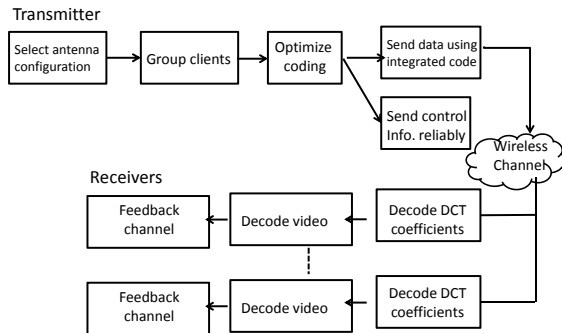 Transmitter
Select antenna
configuration
Group clients
Optimize
coding
Send data using
integrated code
Send control
Info. reliably
Wireless
Channel
Receivers
Feedback
channel
Decode video
Decode DCT
coefficients
Feedback
channel
Decode video
Decode DCT
coefficients